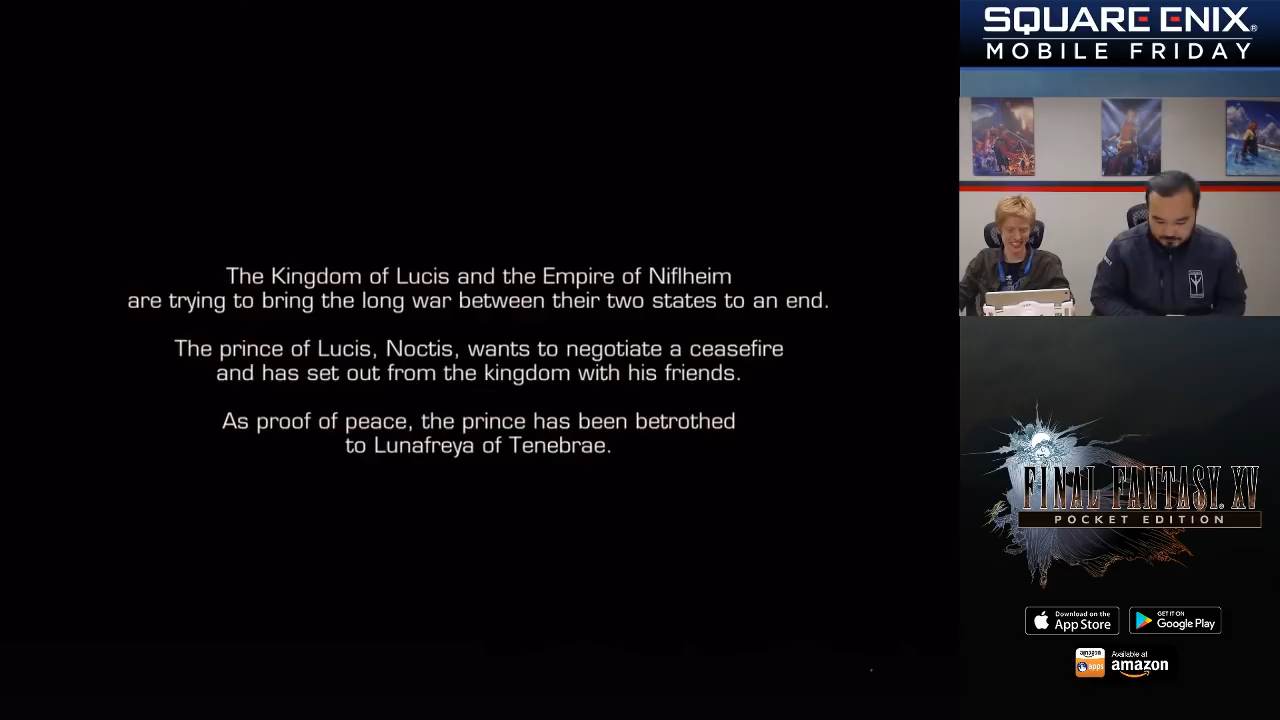 SQUARE ENIX®
MOBILE FRIDAY
The Kingdom of Lucis and the Empire of Niflheim
are trying to bring the long war between their two states to an end.
The prince of Lucis, Noctis, wants to negotiate a ceasefire
and has set out from the kingdom with his friends.
As proof of peace, the prince has been betrothed
to Lunafreya of Tenebrae.
FINAL FANTASY® XV
POCKET EDITION
Download on the
App Store
GET IT ON
Google Play
amazon
apps
Available at
amazon